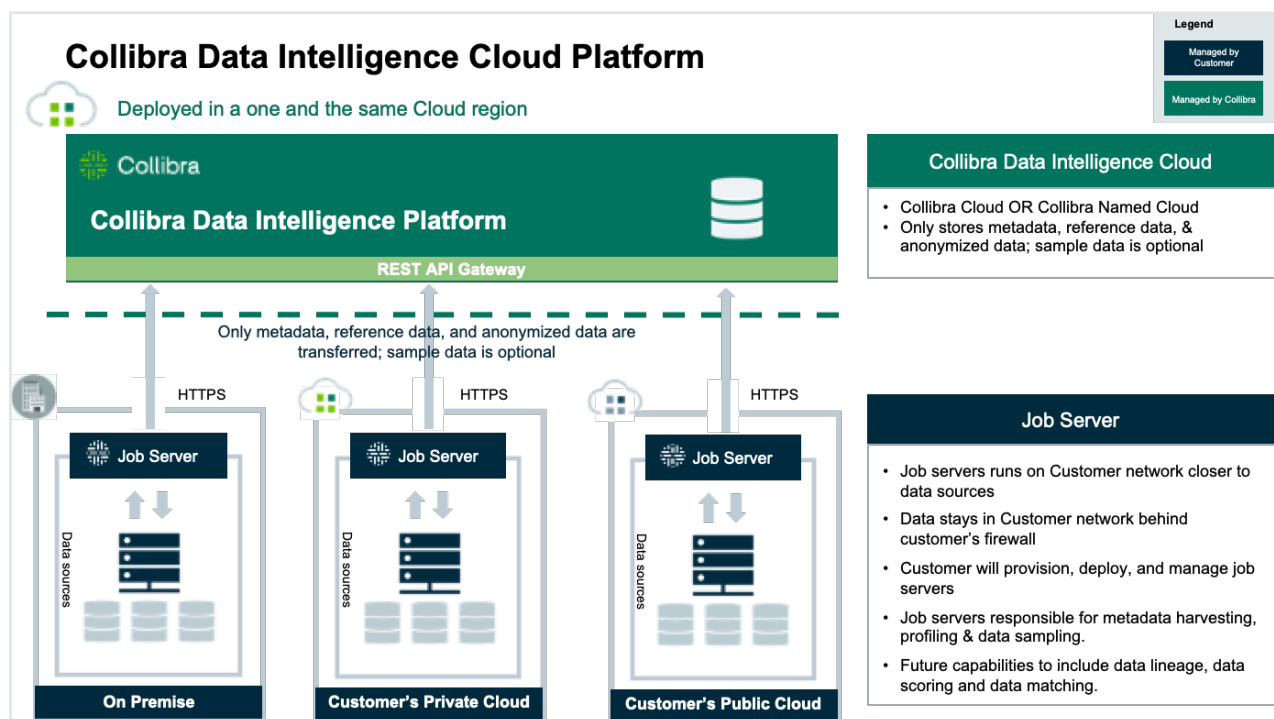 Legend
Managed by
Customer
Managed by Collibra
Collibra Data Intelligence Cloud Platform
Deployed in a one and the same Cloud region
Collibra
Collibra Data Intelligence Platform
REST API Gateway
Only metadata, reference data, and anonymized data are
transferred; sample data is optional
HTTPS
HTTPS
HTTPS
Job Server
Job Server
Job Server
Data sources
Data sources
Data sources
On Premise
Customer's Private Cloud
Customer's Public Cloud
Collibra Data Intelligence Cloud
• Collibra Cloud OR Collibra Named Cloud
• Only stores metadata, reference data, &
anonymized data; sample data is optional
Job Server
• Job servers runs on Customer network closer to
data sources
• Data stays in Customer network behind
customer's firewall
• Customer will provision, deploy, and manage job
servers
• Job servers responsible for metadata harvesting,
profiling & data sampling.
• Future capabilities to include data lineage, data
scoring and data matching.